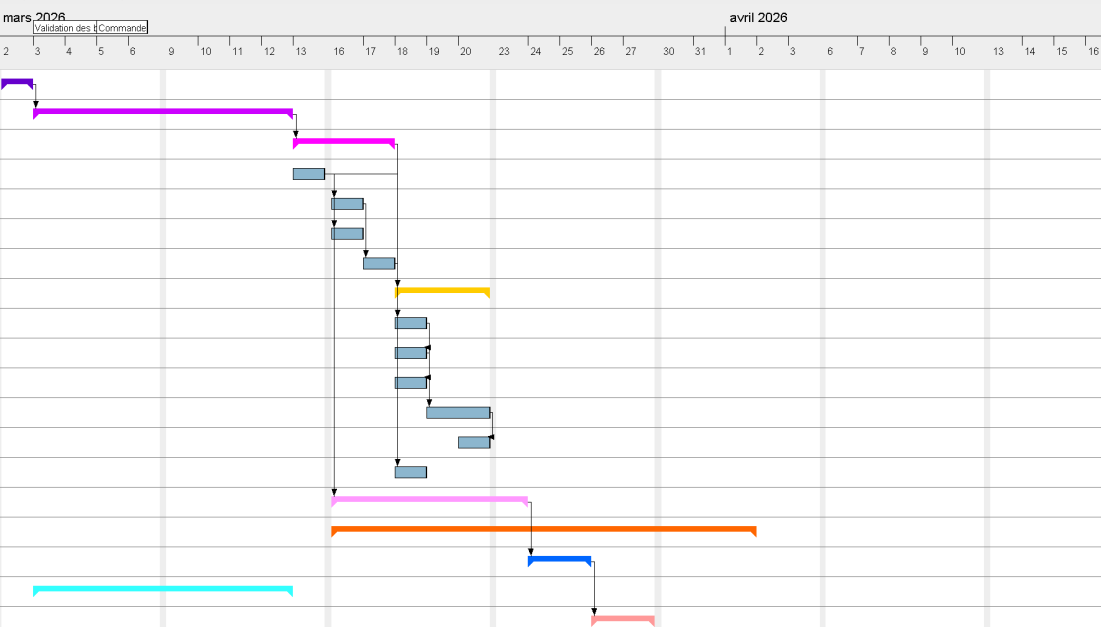 mars 2026
avril 2026
Validation des b
Commande
2 3 4 5 6 9 10 11 12 13 16 17 18 19 20 23 24 25 26 27 30 31 1 2 3 6 7 8 9 10 13 14 15 16